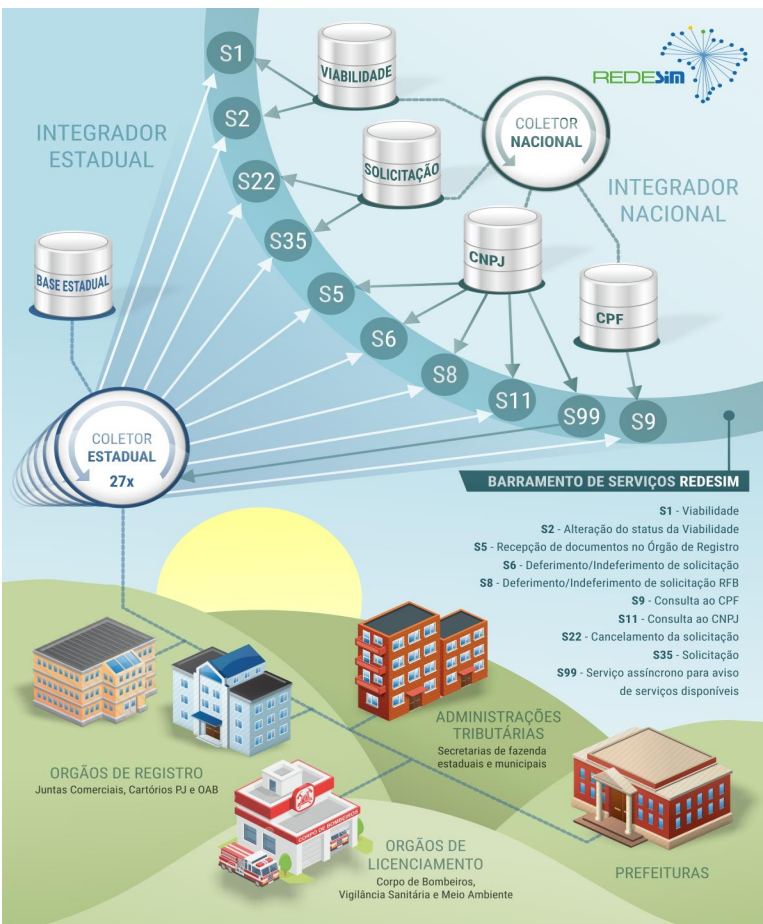 REDESIM
INTEGRADOR
ESTADUAL
S1
S2
S22
S35
S5
S6
S8
S11
S99
S9
VIABILIDADE
SOLICITAÇÃO
CNPJ
CPF
COLETOR
NACIONAL
INTEGRADOR
NACIONAL
BASE ESTADUAL
COLETOR
ESTADUAL
27x
BARRAMENTO DE SERVIÇOS REDESIM
S1 - Viabilidade
S2 - Alteração do status da Viabilidade
S5 - Recepção de documentos no Órgão de Registro
S6 - Deferimento/Indeferimento de solicitação
S8 - Deferimento/Indeferimento de solicitação RFB
S9 - Consulta ao CPF
S11 - Consulta ao CNPJ
S22 - Cancelamento da solicitação
S35 - Solicitação
S99 - Serviço assíncrono para aviso
de serviços disponíveis
ORGÃOS DE REGISTRO
Juntas Comerciais, Cartórios PJ e OAB
ADMINISTRAÇÕES
TRIBUTÁRIAS
Secretarias de fazenda
estaduais e municipais
CORPO DE BOMBEIROS
ORGÃOS DE
LICENCIAMENTO
Corpo de Bombeiros,
Vigilância Sanitária e Meio Ambiente
PREFEITURAS